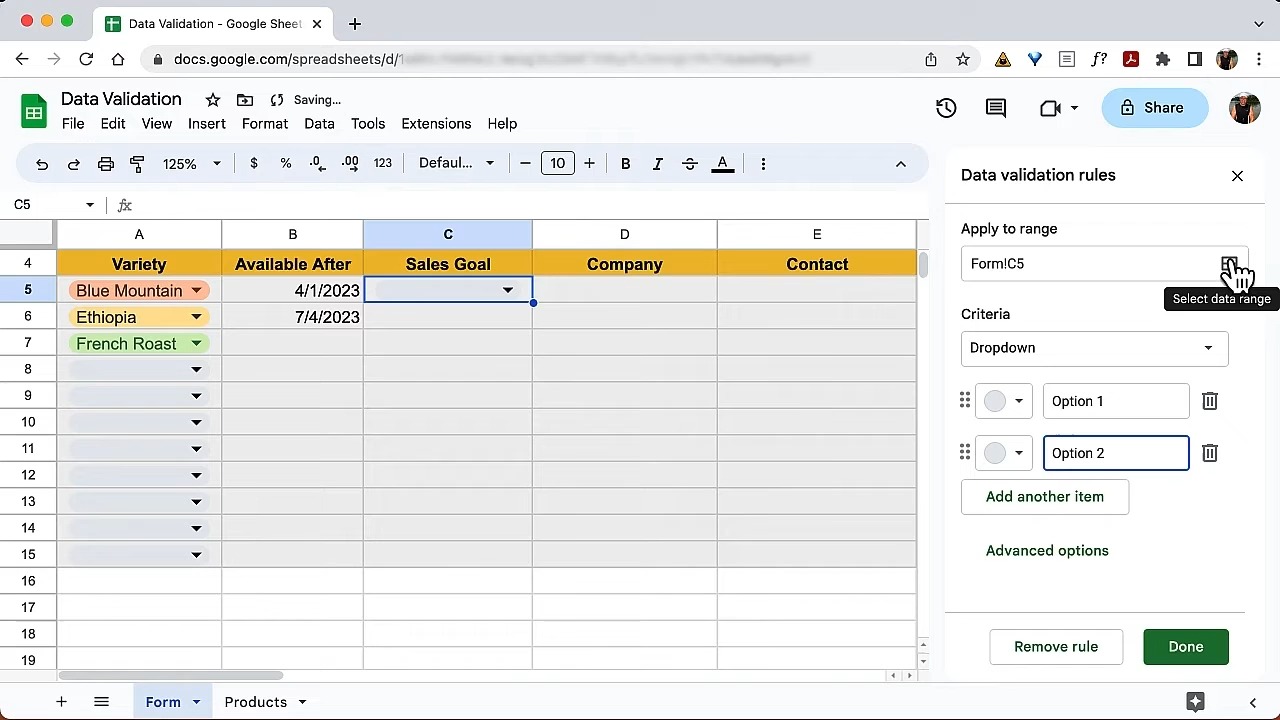 Data Validation - Google Sheet
docs.google.com/spreadsheets/d/
Data Validation Saving...
File Edit View Insert Format Data Tools Extensions Help
Share
125% $ % .0 .00 123 Defaul... 10 B I A
C5 fx
A B C D E
4 Variety Available After Sales Goal Company Contact
5 Blue Mountain 4/1/2023
6 Ethiopia 7/4/2023
7 French Roast
8
9
10
11
12
13
14
15
16
17
18
19
Form Products
Data validation rules
Apply to range
Form!C5
Select data range
Criteria
Dropdown
Option 1
Option 2
Add another item
Advanced options
Remove rule Done